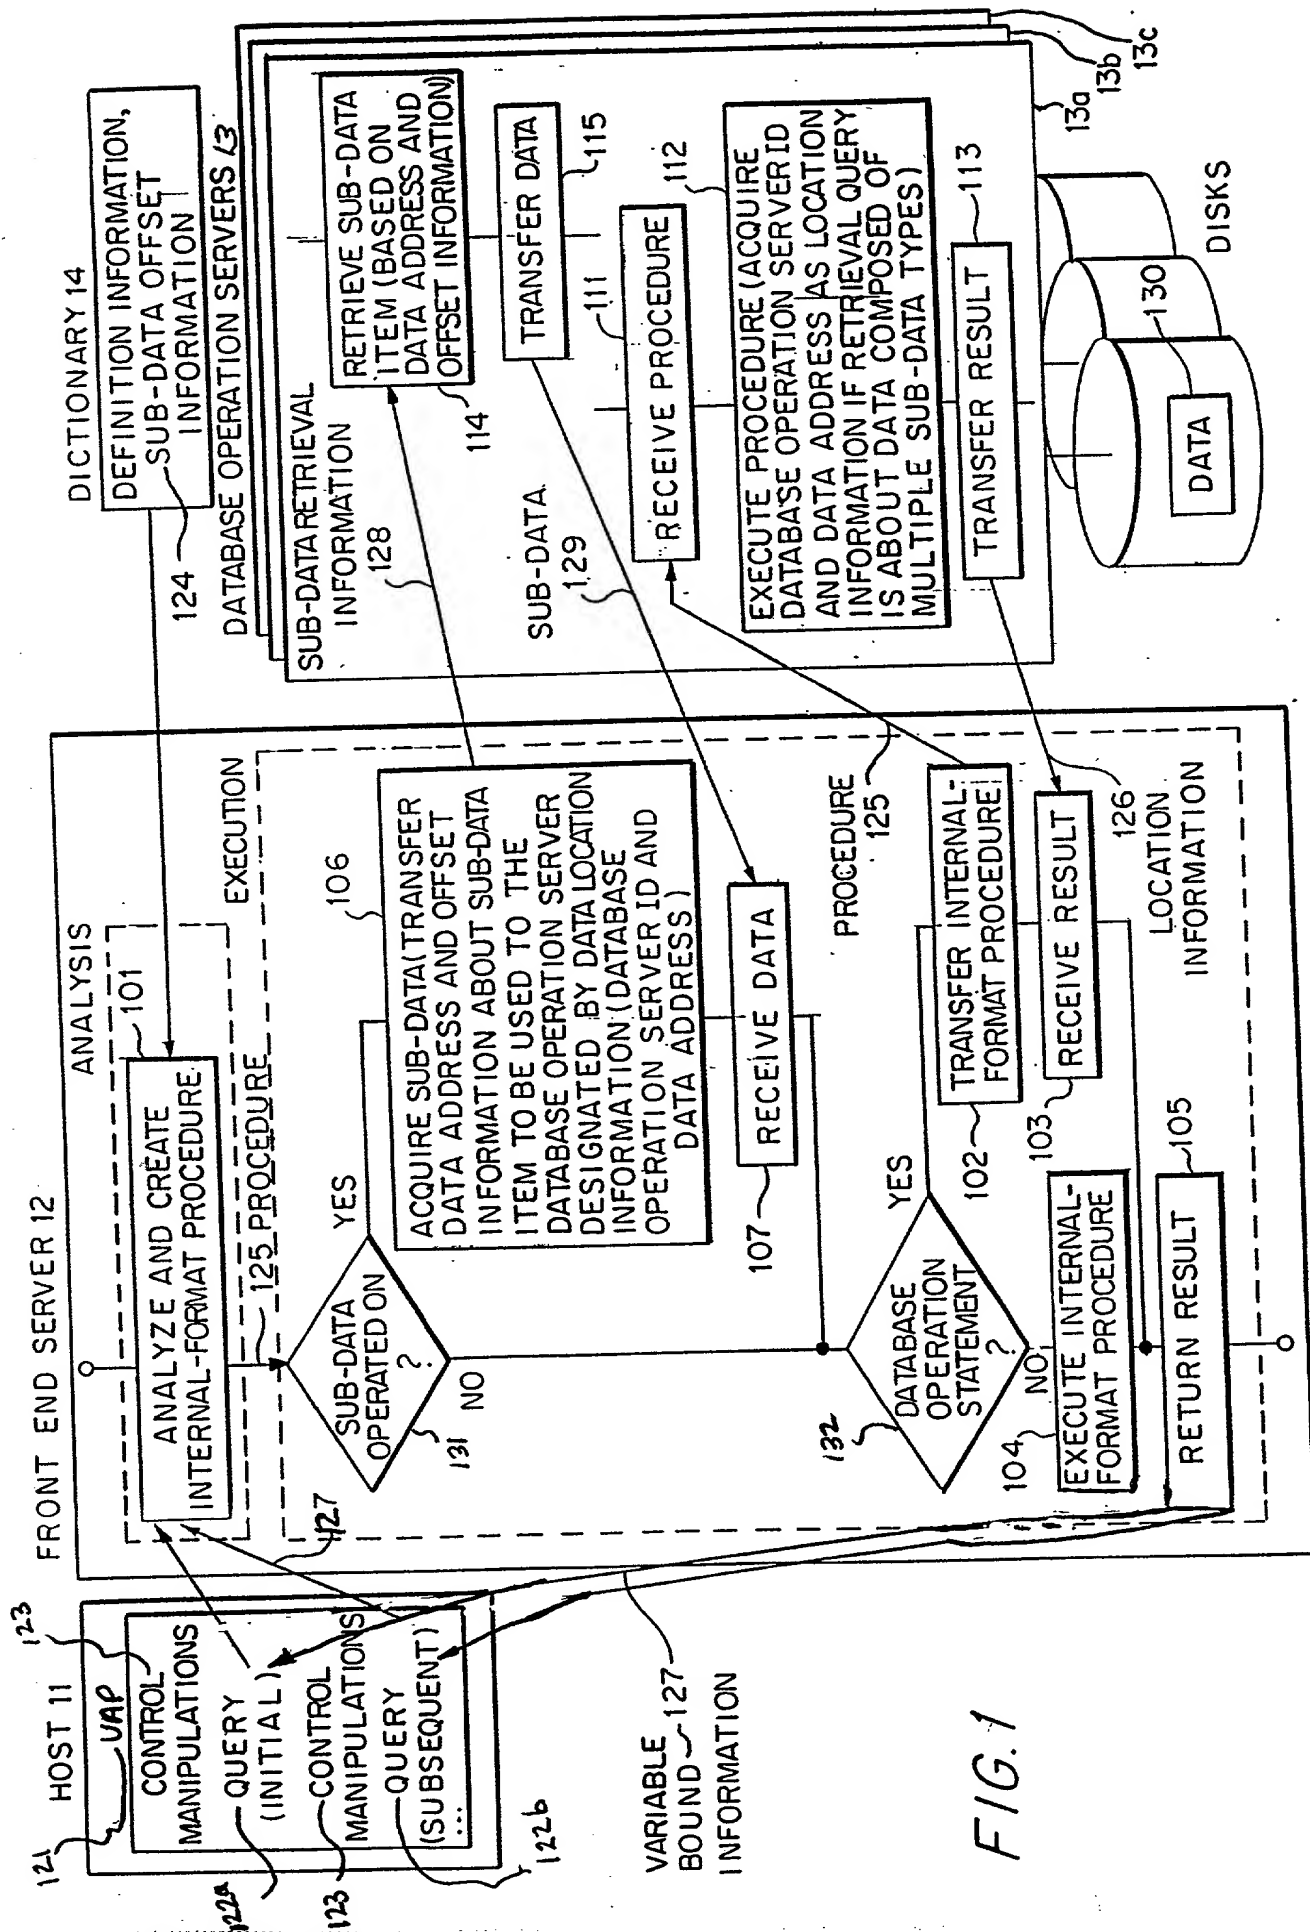 HOST 11
121
UAP
123
CONTROL
MANIPULATIONS
QUERY
(INITIAL)
122a
CONTROL
MANIPULATIONS
123
QUERY
(SUBSEQUENT)
...
122b
VARIABLE
BOUND 127
INFORMATION
FIG. 1
FRONT END SERVER 12
ANALYSIS
101
ANALYZE AND CREATE
INTERNAL-FORMAT PROCEDURE
127
125 PROCEDURE
EXECUTION
SUB-DATA
OPERATED ON
?
131
YES
NO
106
ACQUIRE SUB-DATA (TRANSFER
DATA ADDRESS AND OFFSET
INFORMATION ABOUT SUB-DATA
ITEM TO BE USED TO THE
DATABASE OPERATION SERVER
DESIGNATED BY DATA LOCATION
INFORMATION (DATABASE
OPERATION SERVER ID AND
DATA ADDRESS)
107
RECEIVE DATA
DATABASE
OPERATION
STATEMENT
?
132
YES
NO
PROCEDURE
125
102
TRANSFER INTERNAL-
FORMAT PROCEDURE
103
RECEIVE RESULT
126
LOCATION
INFORMATION
104
EXECUTE INTERNAL-
FORMAT PROCEDURE
105
RETURN RESULT
DICTIONARY 14
DEFINITION INFORMATION,
SUB-DATA OFFSET
INFORMATION
124
DATABASE OPERATION SERVERS 13
SUB-DATA RETRIEVAL
INFORMATION
128
RETRIEVE SUB-DATA
ITEM (BASED ON
DATA ADDRESS AND
OFFSET INFORMATION)
114
TRANSFER DATA
115
SUB-DATA
129
111
RECEIVE PROCEDURE
112
EXECUTE PROCEDURE (ACQUIRE
DATABASE OPERATION SERVER ID
AND DATA ADDRESS AS LOCATION
INFORMATION IF RETRIEVAL QUERY
IS ABOUT DATA COMPOSED OF
MULTIPLE SUB-DATA TYPES)
TRANSFER RESULT
113
13a
13b
13c
DATA
130
DISKS